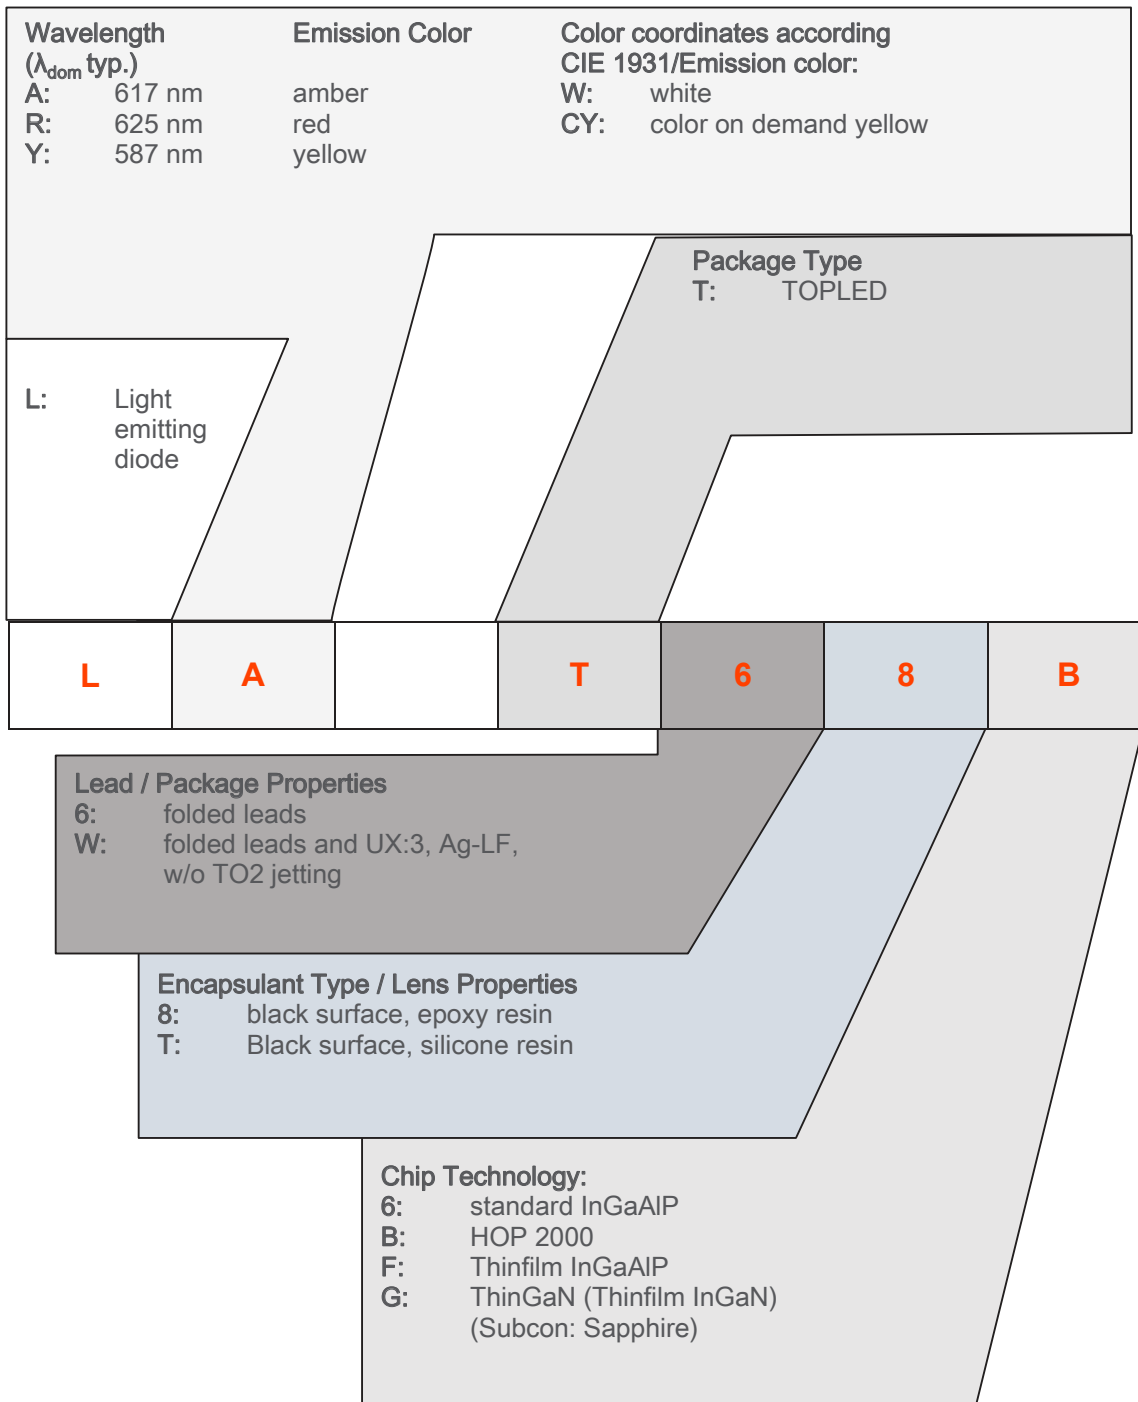 Wavelength Emission Color Color coordinates according
(λdom typ.) CIE 1931/Emission color:
A: 617 nm amber W: white
R: 625 nm red CY: color on demand yellow
Y: 587 nm yellow
Package Type
T: TOPLED
L: Light
emitting
diode
L A T 6 8 B
Lead / Package Properties
6: folded leads
W: folded leads and UX:3, Ag-LF,
w/o TO2 jetting
Encapsulant Type / Lens Properties
8: black surface, epoxy resin
T: Black surface, silicone resin
Chip Technology:
6: standard InGaAlP
B: HOP 2000
F: Thinfilm InGaAlP
G: ThinGaN (Thinfilm InGaN)
(Subcon: Sapphire)